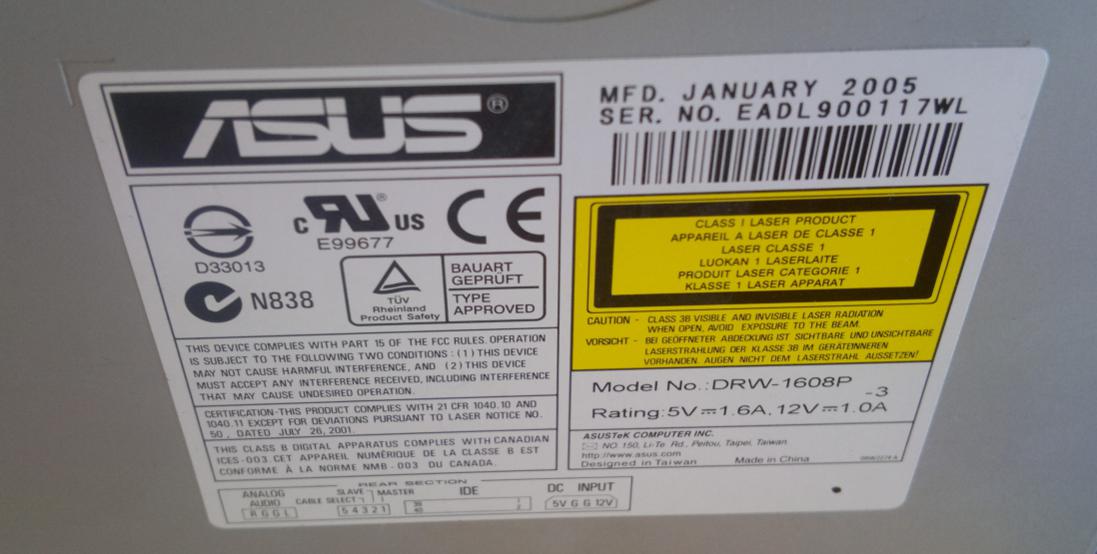 ASUS®
MFD. JANUARY 2005
SER. NO. EADL900117WL
D33013
N838
c RU® US
E99677
CE
TÜV
Rheinland
Product Safety
BAUART
GEPRÜFT
TYPE
APPROVED
THIS DEVICE COMPLIES WITH PART 15 OF THE FCC RULES. OPERATION
IS SUBJECT TO THE FOLLOWING TWO CONDITIONS : (1) THIS DEVICE
MAY NOT CAUSE HARMFUL INTERFERENCE, AND (2) THIS DEVICE
MUST ACCEPT ANY INTERFERENCE RECEIVED, INCLUDING INTERFERENCE
THAT MAY CAUSE UNDESIRED OPERATION.
CERTIFICATION-THIS PRODUCT COMPLIES WITH 21 CFR 1040.10 AND
1040.11 EXCEPT FOR DEVIATIONS PURSUANT TO LASER NOTICE NO.
50, DATED JULY 26, 2001.
THIS CLASS B DIGITAL APPARATUS COMPLIES WITH CANADIAN
ICES-003 CET APPAREIL NUMÉRIQUE DE LA CLASSE B EST
CONFORME À LA NORME NMB-003 DU CANADA.
CLASS I LASER PRODUCT
APPAREIL A LASER DE CLASSE 1
LASER CLASSE 1
LUOKAN 1 LASERLAITE
PRODUIT LASER CATEGORIE 1
KLASSE 1 LASER APPARAT
CAUTION - CLASS 3B VISIBLE AND INVISIBLE LASER RADIATION
WHEN OPEN, AVOID EXPOSURE TO THE BEAM.
VORSICHT - BEI GEÖFFNETER ABDECKUNG IST SICHTBARE UND UNSICHTBARE
LASERSTRAHLUNG DER KLASSE 3B IM GERÄTEINNEREN
VORHANDEN. AUGEN NICHT DEM LASERSTRAHL AUSSETZEN!
Model No.:DRW-1608P
-3
Rating:5V⎓1.6A, 12V⎓1.0A
ASUSTeK COMPUTER INC.
NO. 150, Li-Te Rd., Peitou, Taipei, Taiwan
http://www.asus.com
Designed in Taiwan Made in China
REAR SECTION
ANALOG
AUDIO
R G G L
SLAVE MASTER
CABLE SELECT
5 4 3 2 1
IDE
39 1
40 2
DC INPUT
5V G G 12V